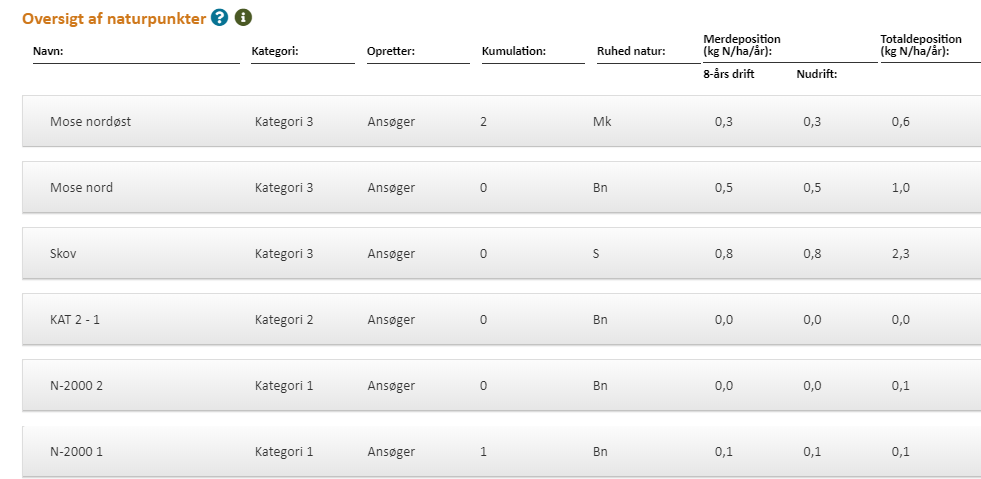 Oversigt af naturpunkter ? i
Navn: Kategori: Opretter: Kumulation: Ruhed natur: Merdeposition (kg N/ha/år): Totaldeposition (kg N/ha/år):
8-års drift Nudrift:
Mose nordøst Kategori 3 Ansøger 2 Mk 0,3 0,3 0,6
Mose nord Kategori 3 Ansøger 0 Bn 0,5 0,5 1,0
Skov Kategori 3 Ansøger 0 S 0,8 0,8 2,3
KAT 2 - 1 Kategori 2 Ansøger 0 Bn 0,0 0,0 0,0
N-2000 2 Kategori 1 Ansøger 0 Bn 0,0 0,0 0,1
N-2000 1 Kategori 1 Ansøger 1 Bn 0,1 0,1 0,1